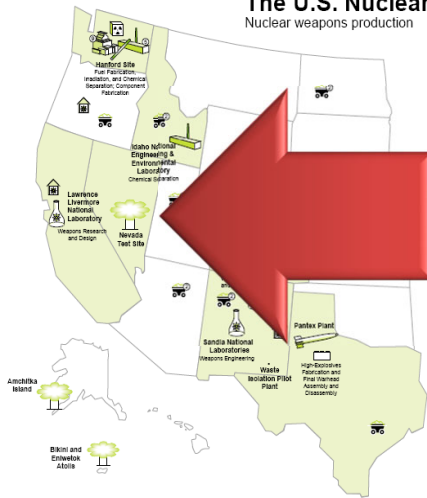 The U.S. Nuclear
Nuclear weapons production
Hanford Site
Fuel Fabrication,
Irradiation, and Chemical
Separation; Component
Fabrication
Idaho National
Engineering &
Environmental
Laboratory
Chemical Separation
Lawrence
Livermore
National
Laboratory
Weapons Research
and Design
Nevada
Test Site
Sandia National
Laboratories
Weapons Engineering
Pantex Plant
High-Explosives
Fabrication and
Final Warhead
Assembly and
Disassembly
Waste
Isolation Pilot
Plant
Amchitka
Island
Bikini and
Eniwetok
Atolls